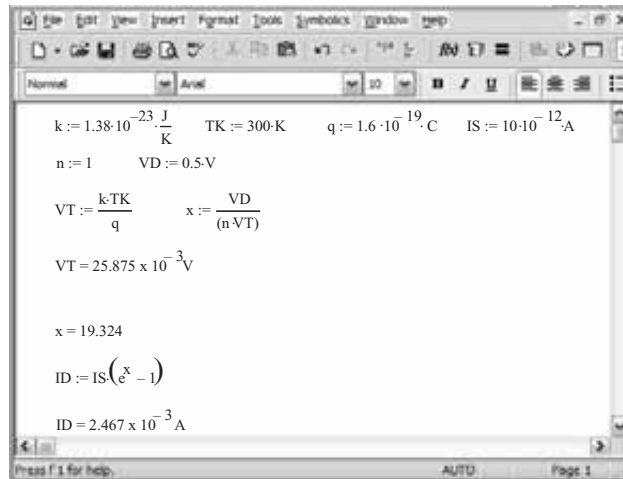 File Edit View Insert Format Tools Symbolics Window Help
Normal Arial 10 B I U
k := 1.38·10^−23·J/K TK := 300·K q := 1.6·10^−19·C IS := 10·10^−12·A
n := 1 VD := 0.5·V
VT := k·TK/q x := VD/(n·VT)
VT = 25.875 x 10^−3 V
x = 19.324
ID := IS·(e^x − 1)
ID = 2.467 x 10^−3 A
Press F1 for help. AUTO Page 1